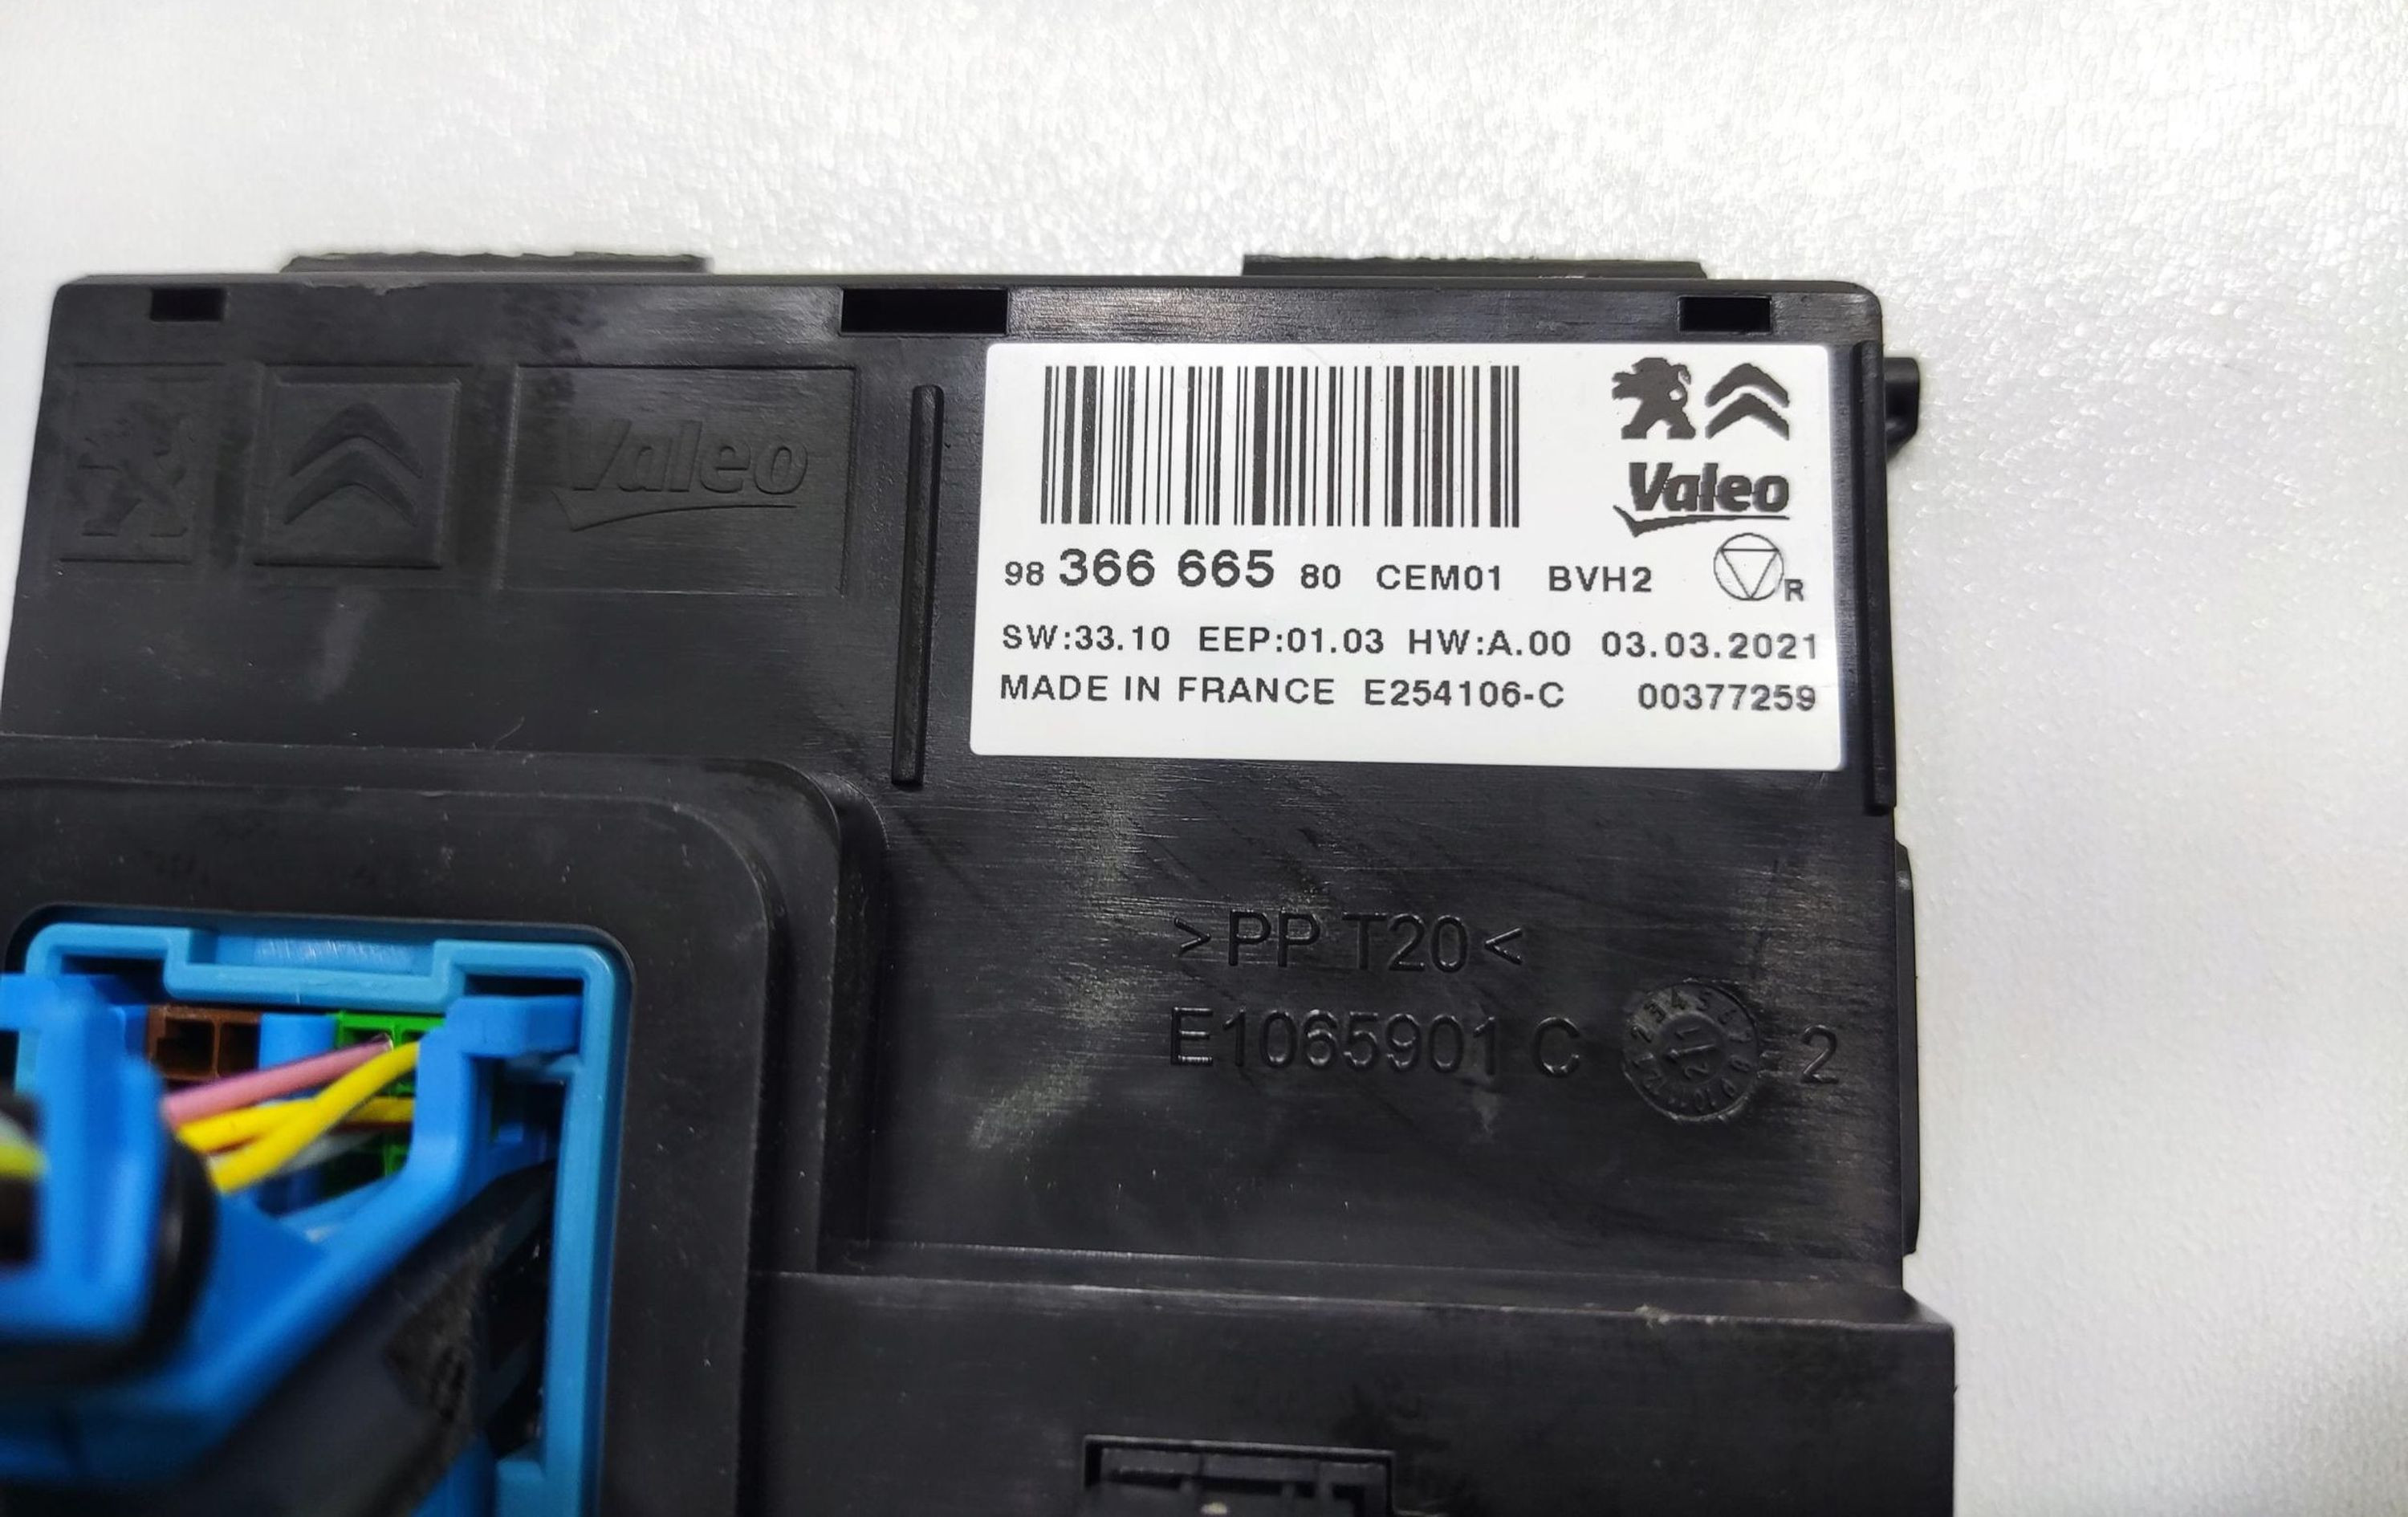 Valeo
Valeo
98 366 665 80 CEM01 BVH2 R
SW:33.10 EEP:01.03 HW:A.00 03.03.2021
MADE IN FRANCE E254106-C 00377259
>PP T20<
E1065901 C 2